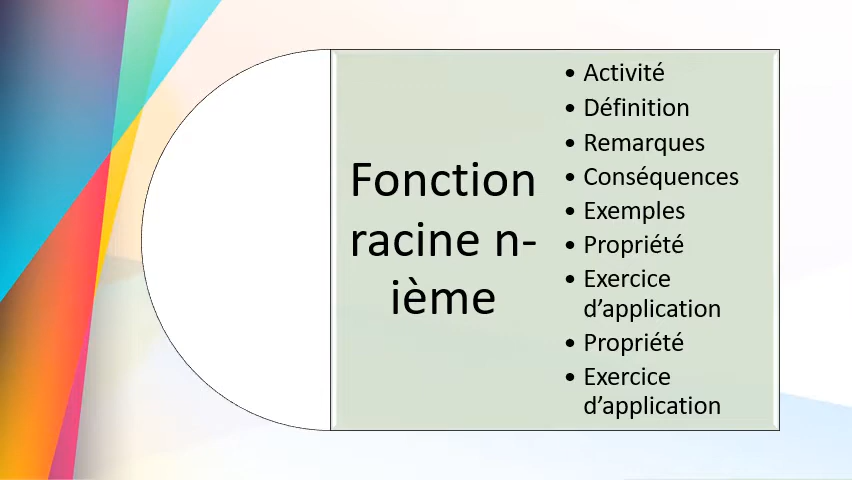 Fonction
racine n-
ième
• Activité
• Définition
• Remarques
• Conséquences
• Exemples
• Propriété
• Exercice
d’application
• Propriété
• Exercice
d’application